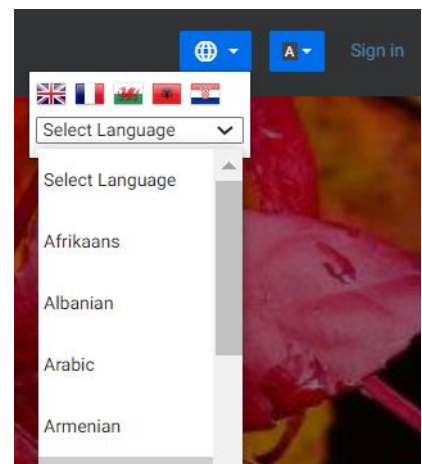 A
Sign in
Select Language
Select Language
Afrikaans
Albanian
Arabic
Armenian